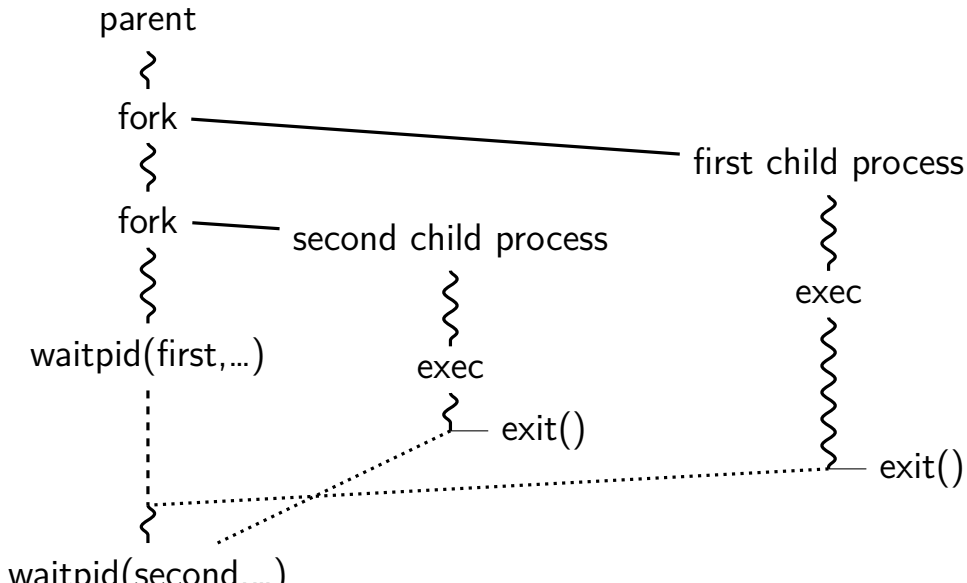 parent
fork
first child process
fork
second child process
exec
waitpid(first,…)
exec
exit()
exit()
waitpid(second,…)